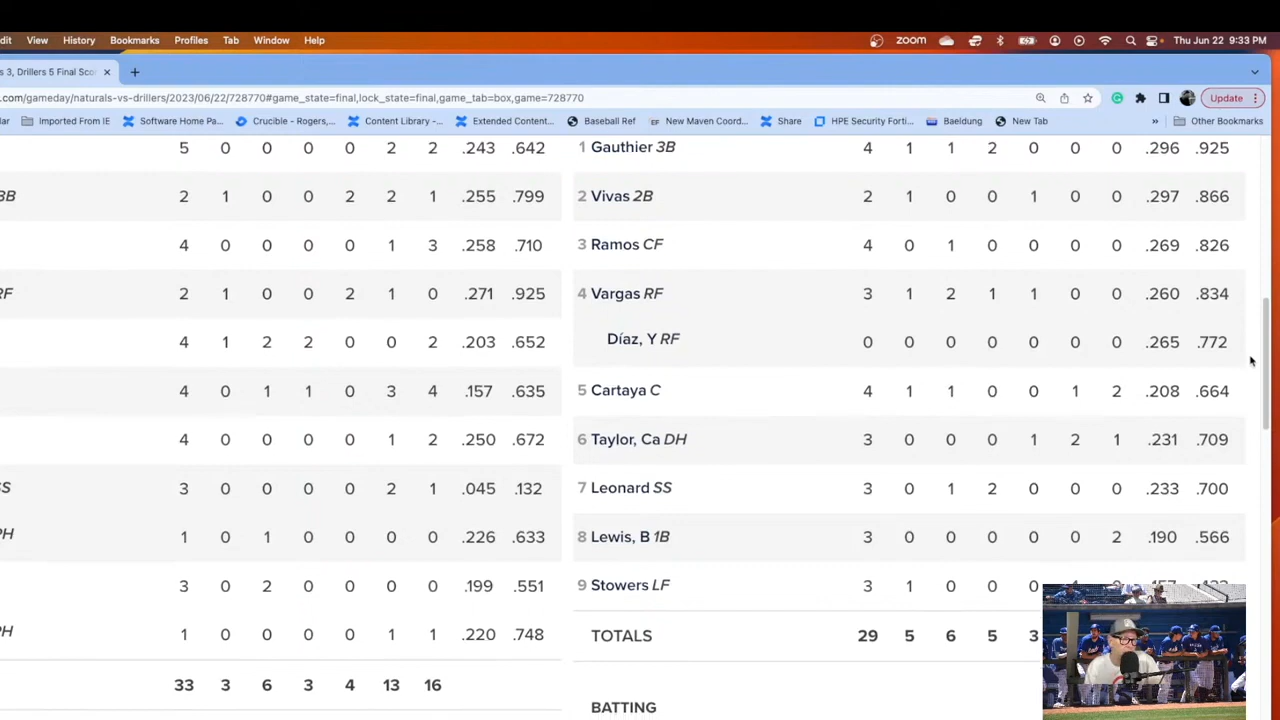 dit View History Bookmarks Profiles Tab Window Help zoom Thu Jun 22 9:33 PM
s 3, Drillers 5 Final Sco
.com/gameday/naturals-vs-drillers/2023/06/22/728770#game_state=final,lock_state=final,game_tab=box,game=728770 Update
dar Imported From IE Software Home Pa... Crucible - Rogers,... Content Library -... Extended Content... Baseball Ref New Maven Coord... Share HPE Security Forti... Baeldung New Tab » Other Bookmarks
5 0 0 0 0 2 2 .243 .642
3B 2 1 0 0 2 2 1 .255 .799
4 0 0 0 0 1 3 .258 .710
RF 2 1 0 0 2 1 0 .271 .925
4 1 2 2 0 0 2 .203 .652
4 0 1 1 0 3 4 .157 .635
4 0 0 0 0 1 2 .250 .672
SS 3 0 0 0 0 2 1 .045 .132
PH 1 0 1 0 0 0 0 .226 .633
3 0 2 0 0 0 0 .199 .551
PH 1 0 0 0 0 1 1 .220 .748
33 3 6 3 4 13 16
1 Gauthier 3B 4 1 1 2 0 0 0 .296 .925
2 Vivas 2B 2 1 0 0 1 0 0 .297 .866
3 Ramos CF 4 0 1 0 0 0 0 .269 .826
4 Vargas RF 3 1 2 1 1 0 0 .260 .834
Díaz, Y RF 0 0 0 0 0 0 0 .265 .772
5 Cartaya C 4 1 1 0 0 1 2 .208 .664
6 Taylor, Ca DH 3 0 0 0 1 2 1 .231 .709
7 Leonard SS 3 0 1 2 0 0 0 .233 .700
8 Lewis, B 1B 3 0 0 0 0 0 2 .190 .566
9 Stowers LF 3 1 0 0
TOTALS 29 5 6 5 3
BATTING